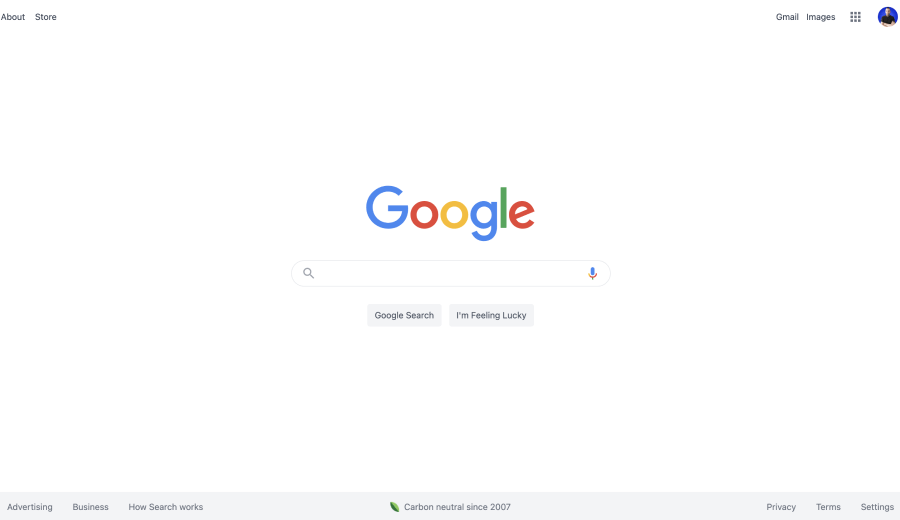 About Store
Gmail Images
Google
Google Search I'm Feeling Lucky
Advertising Business How Search works
Carbon neutral since 2007
Privacy Terms Settings